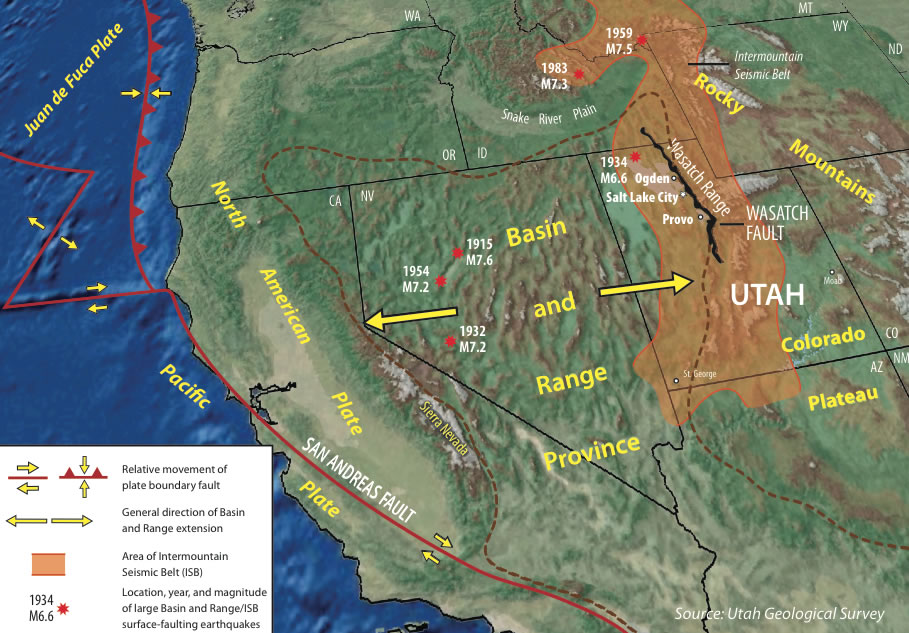 WA
MT
WY
ND
Juan de Fuca Plate
1959
M7.5
1983
M7.3
Intermountain
Seismic Belt
Rocky
Mountains
Snake River Plain
OR
ID
1934
M6.6
Wasatch Range
Ogden
Salt Lake City
Provo
WASATCH
FAULT
North
American
Plate
CA
NV
Basin
and
Range
Province
1915
M7.6
1954
M7.2
1932
M7.2
UTAH
Moab
Colorado
Plateau
CO
AZ
NM
St. George
Pacific
Plate
Sierra Nevada
SAN ANDREAS FAULT
Relative movement of
plate boundary fault
General direction of Basin
and Range extension
Area of Intermountain
Seismic Belt (ISB)
1934
M6.6
Location, year, and magnitude
of large Basin and Range/ISB
surface-faulting earthquakes
Source: Utah Geological Survey